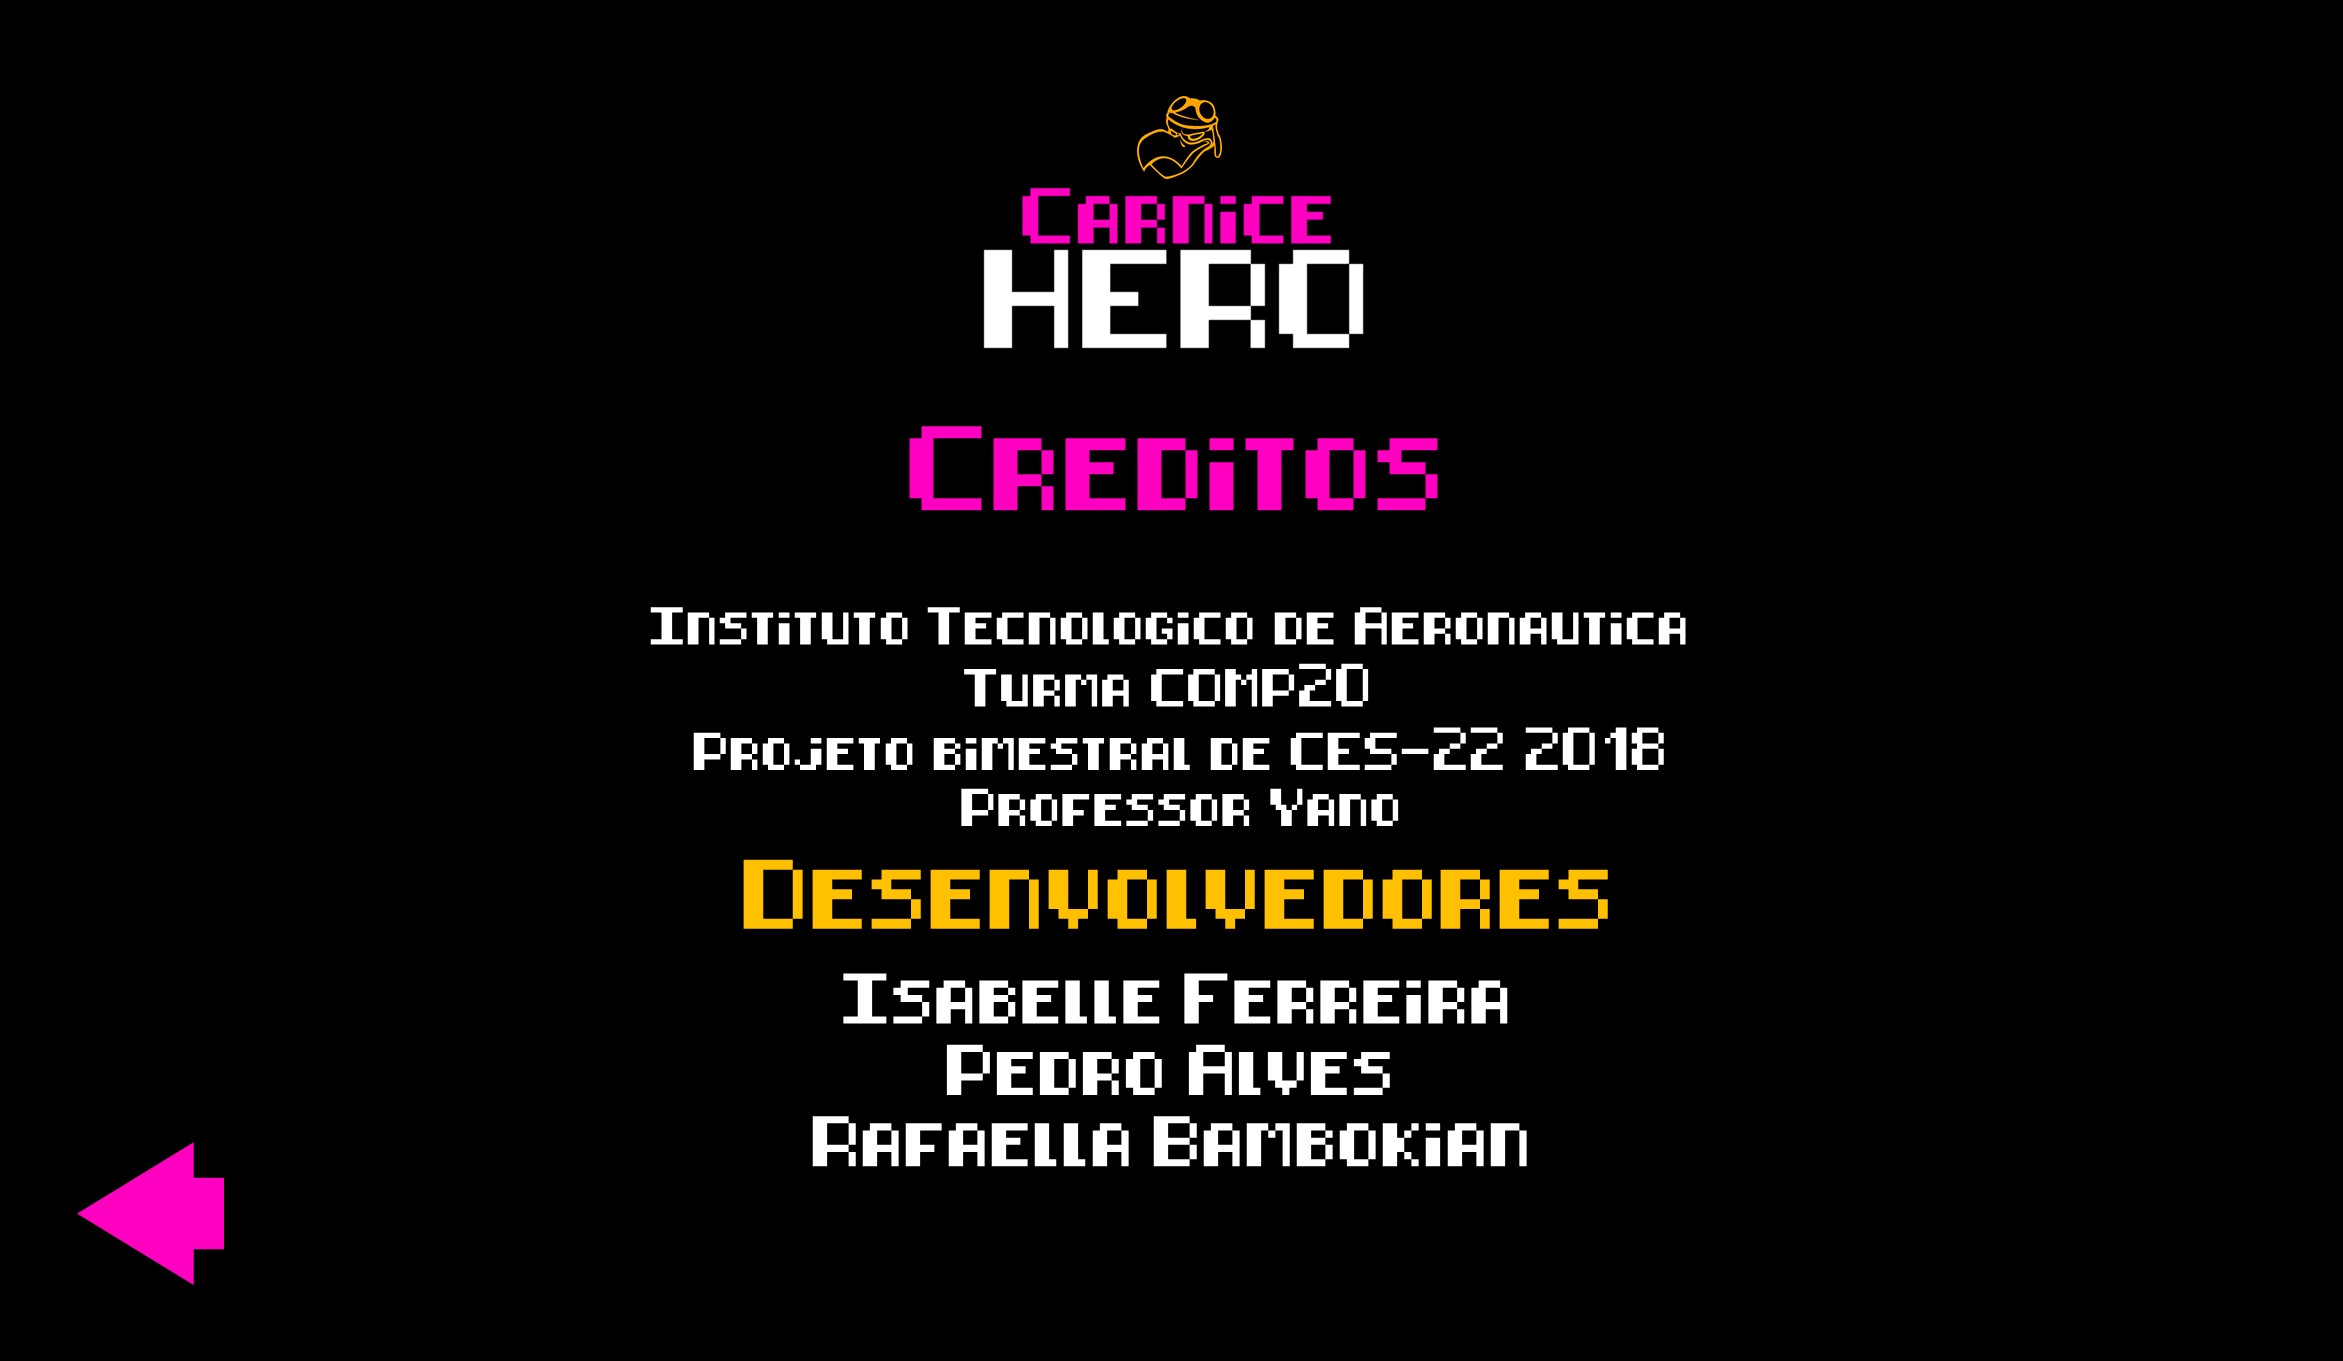 Carnice
HERO
Creditos
Instituto Tecnologico de Aeronautica
Turma COMP20
Projeto bimestral de CES-22 2018
Professor Yano
Desenvolvedores
Isabelle Ferreira
Pedro Alves
Rafaella Bambokian